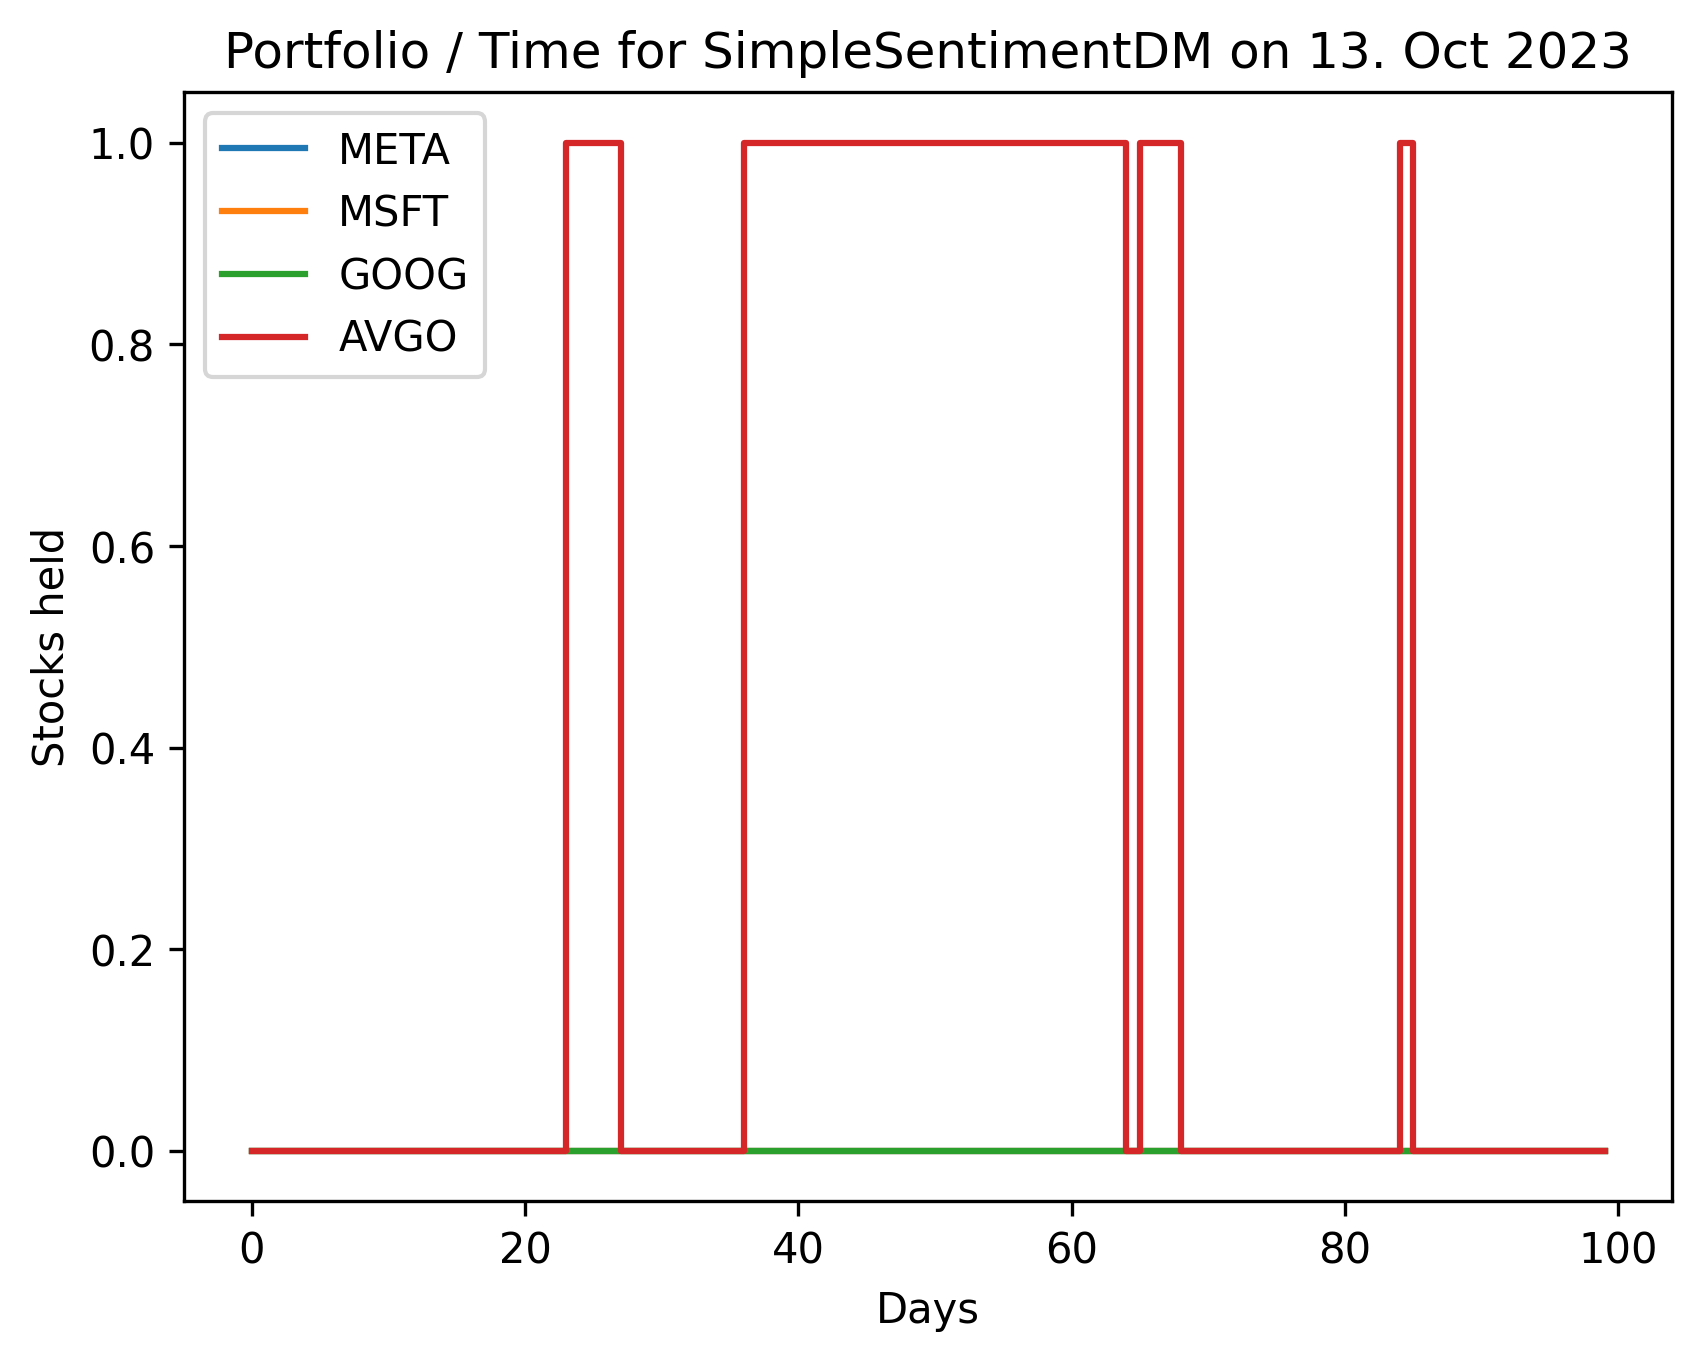 Portfolio / Time for SimpleSentimentDM on 13. Oct 2023
META
MSFT
GOOG
AVGO
1.0
0.8
0.6
0.4
0.2
0.0
Stocks held
0 20 40 60 80 100
Days